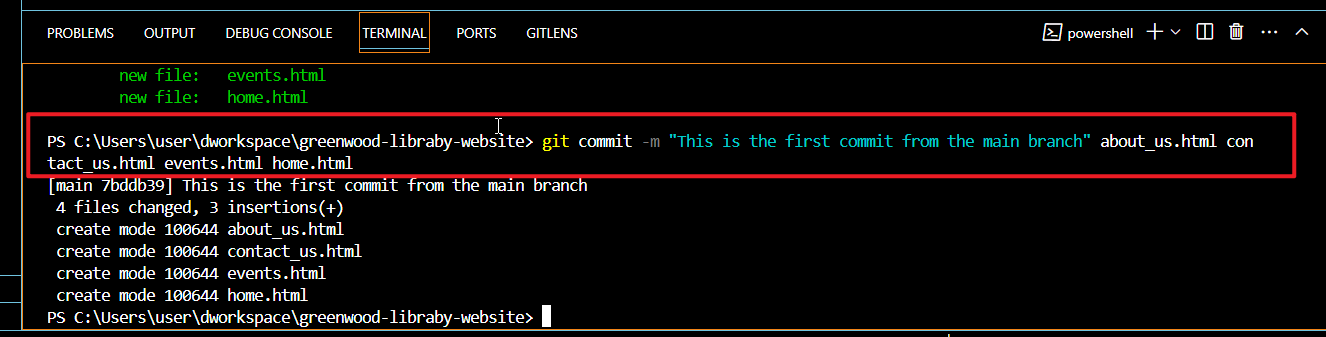 PROBLEMS OUTPUT DEBUG CONSOLE TERMINAL PORTS GITLENS powershell
new file: events.html
new file: home.html
PS C:\Users\user\dworkspace\greenwood-libraby-website> git commit -m "This is the first commit from the main branch" about_us.html con
tact_us.html events.html home.html
[main 7bddb39] This is the first commit from the main branch
4 files changed, 3 insertions(+)
create mode 100644 about_us.html
create mode 100644 contact_us.html
create mode 100644 events.html
create mode 100644 home.html
PS C:\Users\user\dworkspace\greenwood-libraby-website>